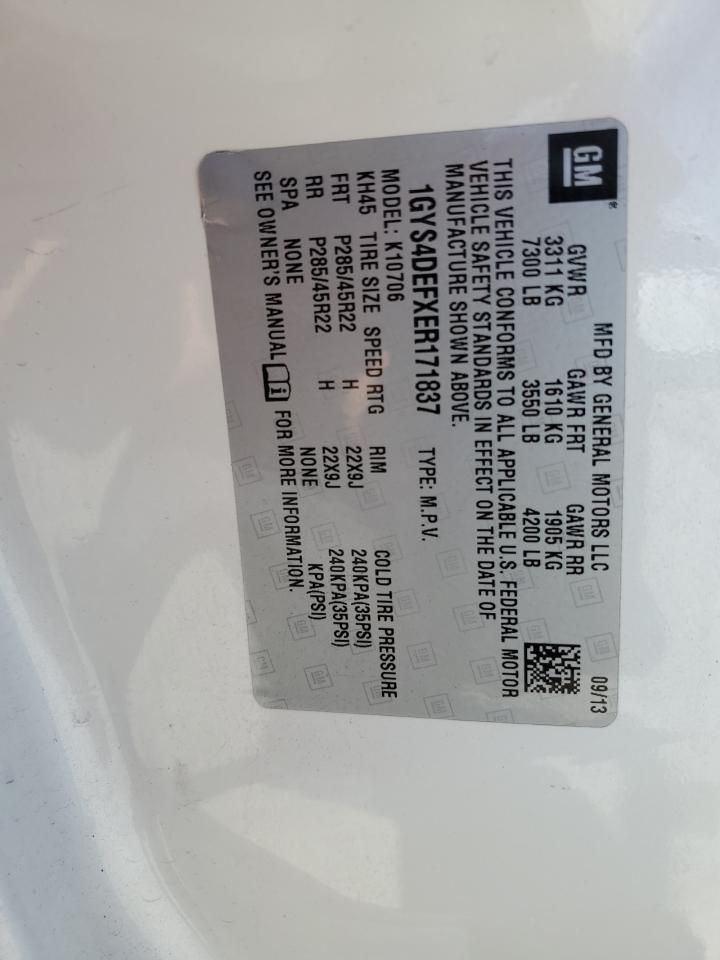 GM®
MFD BY GENERAL MOTORS LLC 09/13
GVWR GAWR FRT GAWR RR
3311 KG 1610 KG 1905 KG
7300 LB 3550 LB 4200 LB
THIS VEHICLE CONFORMS TO ALL APPLICABLE U.S. FEDERAL MOTOR
VEHICLE SAFETY STANDARDS IN EFFECT ON THE DATE OF
MANUFACTURE SHOWN ABOVE.
1GYS4DEFXER171837 TYPE: M.P.V.
MODEL: K10706
KH45 TIRE SIZE SPEED RTG RIM COLD TIRE PRESSURE
FRT P285/45R22 H 22X9J 240KPA(35PSI)
RR P285/45R22 H 22X9J 240KPA(35PSI)
SPA NONE NONE KPA(PSI)
SEE OWNER'S MANUAL FOR MORE INFORMATION.